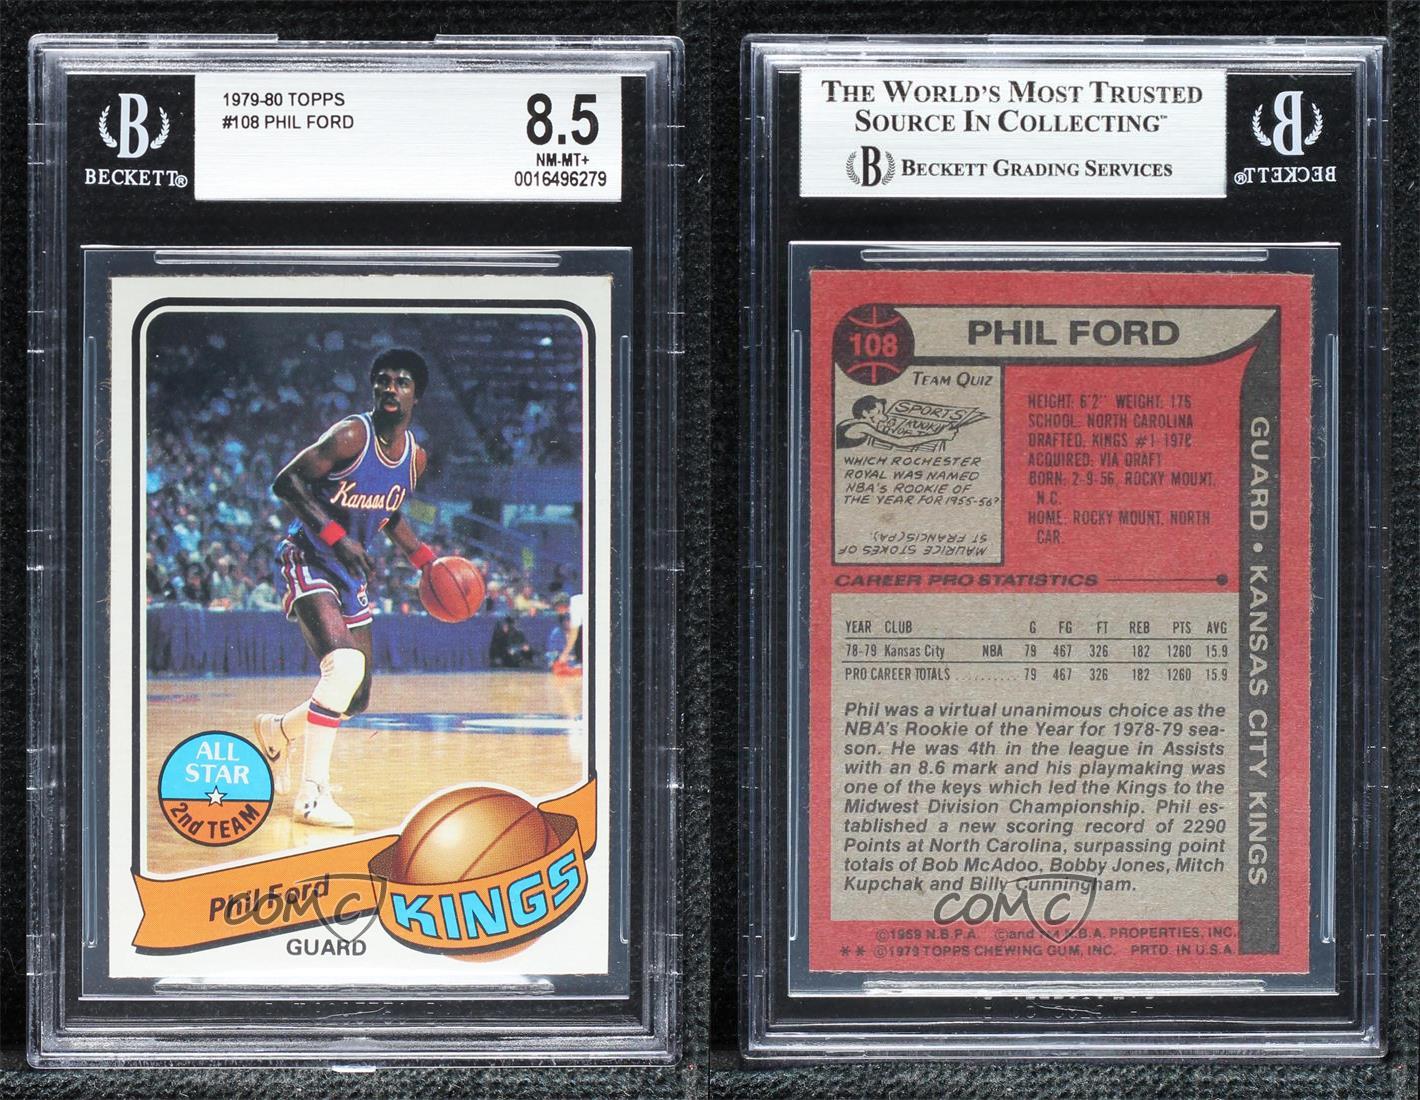 B
BECKETT®
1979-80 TOPPS
#108 PHIL FORD
8.5
NM-MT+
0016496279
Kansas Ci
ALL
STAR
2nd TEAM
Phil Ford
KINGS
GUARD
COMC
THE WORLD'S MOST TRUSTED
SOURCE IN COLLECTING™
B BECKETT GRADING SERVICES
B
BECKETT®
108
PHIL FORD
TEAM QUIZ
SPORTS
WHICH ROCHESTER
ROYAL WAS NAMED
NBA'S ROOKIE OF
THE YEAR FOR 1955-56?
MAURICE STOKES OF
ST FRANCIS (PA).
HEIGHT: 6'2" WEIGHT: 176
SCHOOL: NORTH CAROLINA
DRAFTED: KINGS #1-1978
ACQUIRED: VIA DRAFT
BORN: 2-9-56, ROCKY MOUNT,
N.C.
HOME: ROCKY MOUNT, NORTH
CAR.
GUARD • KANSAS CITY KINGS
CAREER PRO STATISTICS
YEAR CLUB G FG FT REB PTS AVG
78-79 Kansas City NBA 79 467 326 182 1260 15.9
PRO CAREER TOTALS .......... 79 467 326 182 1260 15.9
Phil was a virtual unanimous choice as the
NBA's Rookie of the Year for 1978-79 sea-
son. He was 4th in the league in Assists
with an 8.6 mark and his playmaking was
one of the keys which led the Kings to the
Midwest Division Championship. Phil es-
tablished a new scoring record of 2290
Points at North Carolina, surpassing point
totals of Bob McAdoo, Bobby Jones, Mitch
Kupchak and Billy Cunningham.
COMC
©1969 N.B.P.A. ©and TM N.B.A. PROPERTIES, INC.
** ©1979 TOPPS CHEWING GUM, INC. PRTD. IN U.S.A.